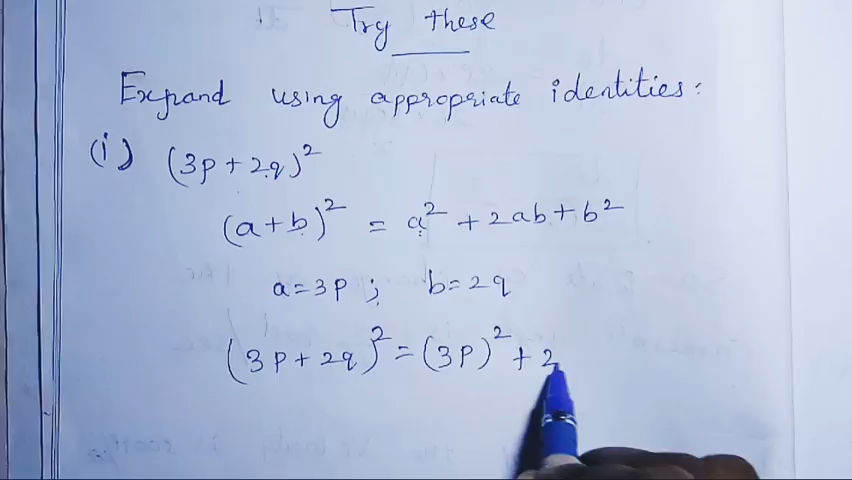 Try these
Expand using appropriate identities:
(i) (3p + 2q)²
(a + b)² = a² + 2ab + b²
a = 3p ; b = 2q
(3p + 2q)² = (3p)² + 2